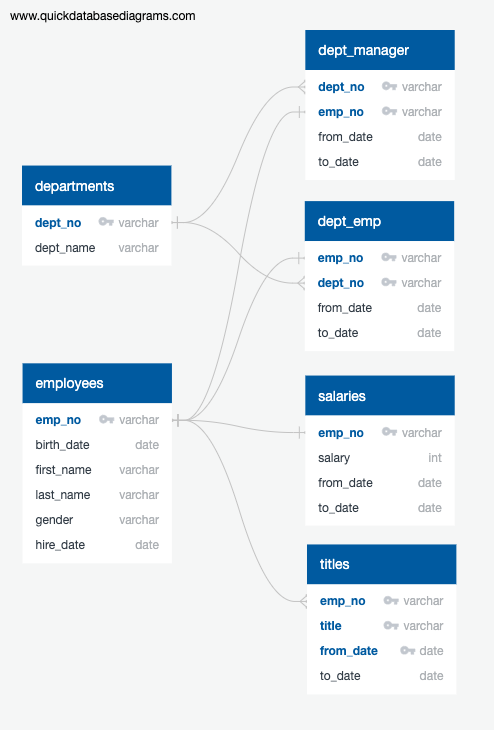 www.quickdatabasediagrams.com
dept_manager
dept_no varchar
emp_no varchar
from_date date
to_date date
departments
dept_no varchar
dept_name varchar
dept_emp
emp_no varchar
dept_no varchar
from_date date
to_date date
employees
emp_no varchar
birth_date date
first_name varchar
last_name varchar
gender varchar
hire_date date
salaries
emp_no varchar
salary int
from_date date
to_date date
titles
emp_no varchar
title varchar
from_date date
to_date date